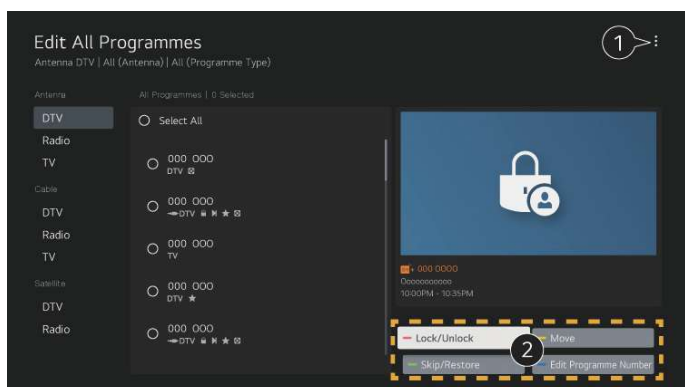 Edit All Programmes
Antenna DTV | All (Antenna) | All (Programme Type)
1
Antenna
DTV
Radio
TV
Cable
DTV
Radio
TV
Satellite
DTV
Radio
All Programmes | 0 Selected
Select All
000 000
DTV
000 000
DTV
000 000
TV
000 000
DTV
000 000
DTV
000 0000
Oooooooooo
10:00PM - 10:35PM
Lock/Unlock
Move
2
Skip/Restore
Edit Programme Number